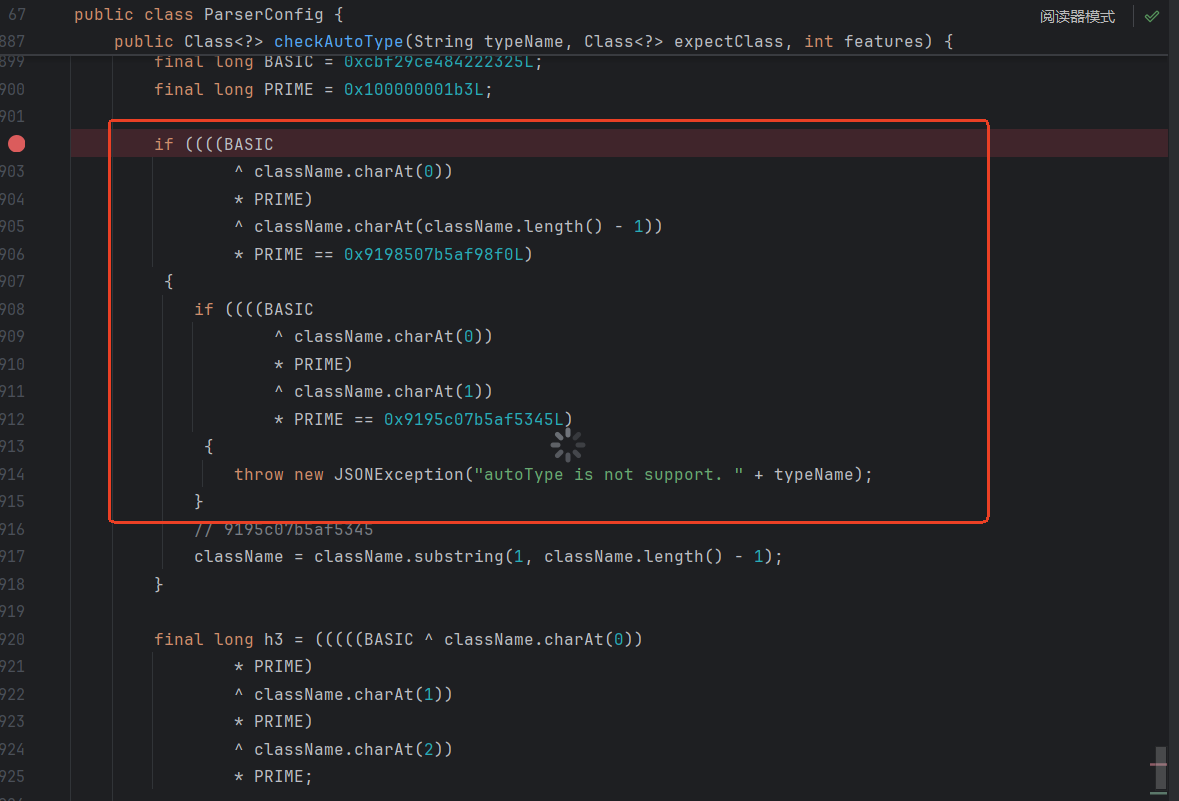 67 public class ParserConfig { 阅读器模式
887 public Class<?> checkAutoType(String typeName, Class<?> expectClass, int features) {
899 final long BASIC = 0xcbf29ce484222325L;
900 final long PRIME = 0x100000001b3L;
901
if ((((BASIC
903 ^ className.charAt(0))
904 * PRIME)
905 ^ className.charAt(className.length() - 1))
906 * PRIME == 0x9198507b5af98f0L)
907 {
908 if ((((BASIC
909 ^ className.charAt(0))
910 * PRIME)
911 ^ className.charAt(1))
912 * PRIME == 0x9195c07b5af5345L)
913 {
914 throw new JSONException("autoType is not support. " + typeName);
915 }
916 // 9195c07b5af5345
917 className = className.substring(1, className.length() - 1);
918 }
919
920 final long h3 = (((((BASIC ^ className.charAt(0))
921 * PRIME)
922 ^ className.charAt(1))
923 * PRIME)
924 ^ className.charAt(2))
925 * PRIME;